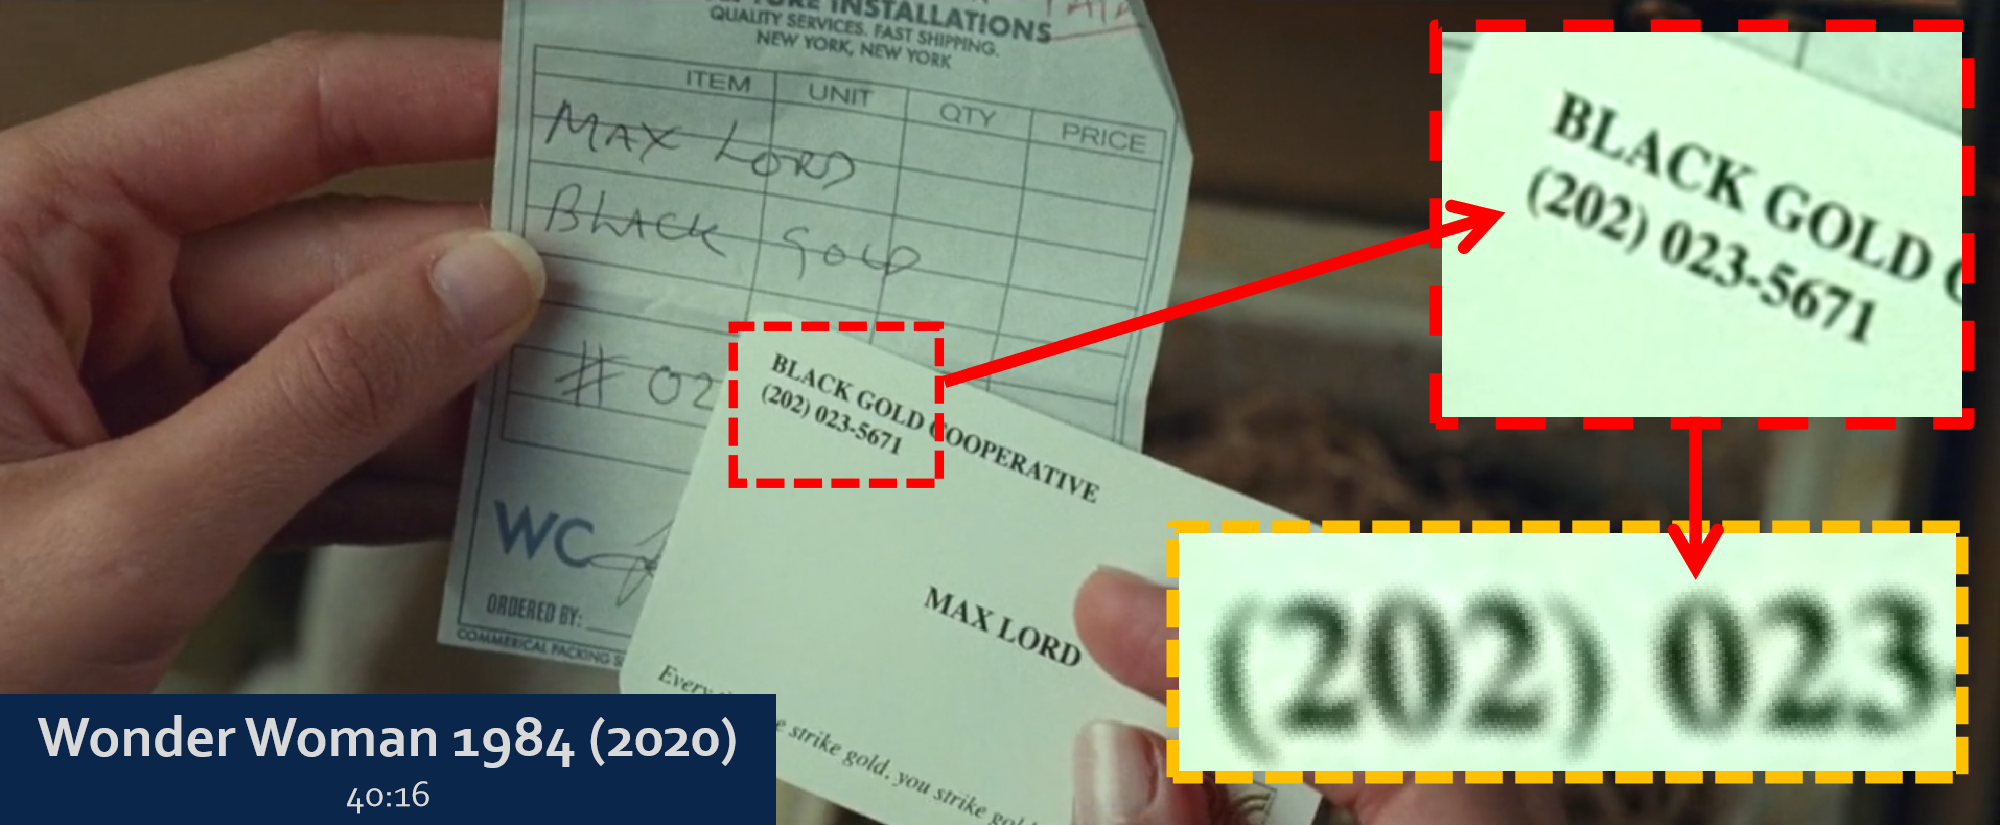 INSTALLATIONS
QUALITY SERVICES. FAST SHIPPING.
NEW YORK, NEW YORK
ITEM UNIT QTY PRICE
MAX LORD
BLACK GOLD
# 02
WC
ORDERED BY:
COMMERICAL PACKING
BLACK GOLD COOPERATIVE
(202) 023-5671
MAX LORD
strike gold, you strike
BLACK GOLD
(202) 023-5671
(202) 023-
Wonder Woman 1984 (2020)
40:16